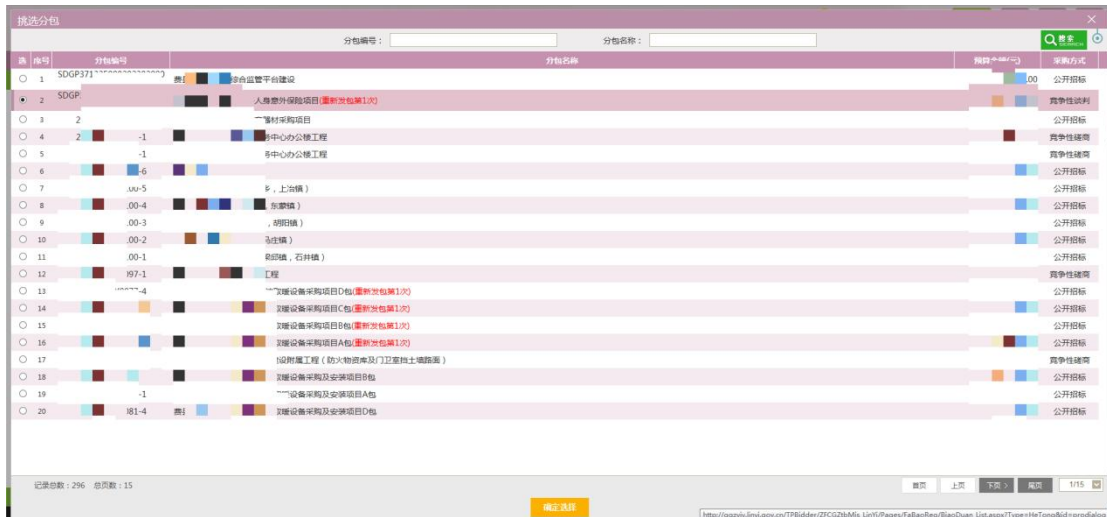 挑选分包
分包编号： 分包名称： 搜索
选 序号 分包编号 分包名称 采购方式
1 综合监管平台建设 .00 公开招标
2 SDGP 人身意外保险项目(重新发包第1次) 竞争性谈判
3 2 器材采购项目 公开招标
4 2 -1 务中心办公楼工程 竞争性磋商
5 -1 务中心办公楼工程 竞争性磋商
6 -6 公开招标
7 .00-5 乡，上冶镇） 公开招标
8 .00-4 ，东蒙镇） 公开招标
9 .00-3 ，胡阳镇） 公开招标
10 .00-2 马庄镇） 公开招标
11 .00-1 梁邱镇，石井镇） 公开招标
12 097-1 工程 竞争性磋商
13 -4 取暖设备采购项目D包(重新发包第1次) 公开招标
14 取暖设备采购项目C包(重新发包第1次) 公开招标
15 取暖设备采购项目B包(重新发包第1次) 公开招标
16 取暖设备采购项目A包(重新发包第1次) 公开招标
17 设附属工程（防火物资库及门卫室挡土墙路面） 竞争性磋商
18 取暖设备采购及安装项目B包 公开招标
19 -1 设备采购及安装项目A包 公开招标
20 081-4 费 取暖设备采购及安装项目D包 公开招标
记录总数：296 总页数：15 首页 上页 下页 > 尾页 1/15
确定选择